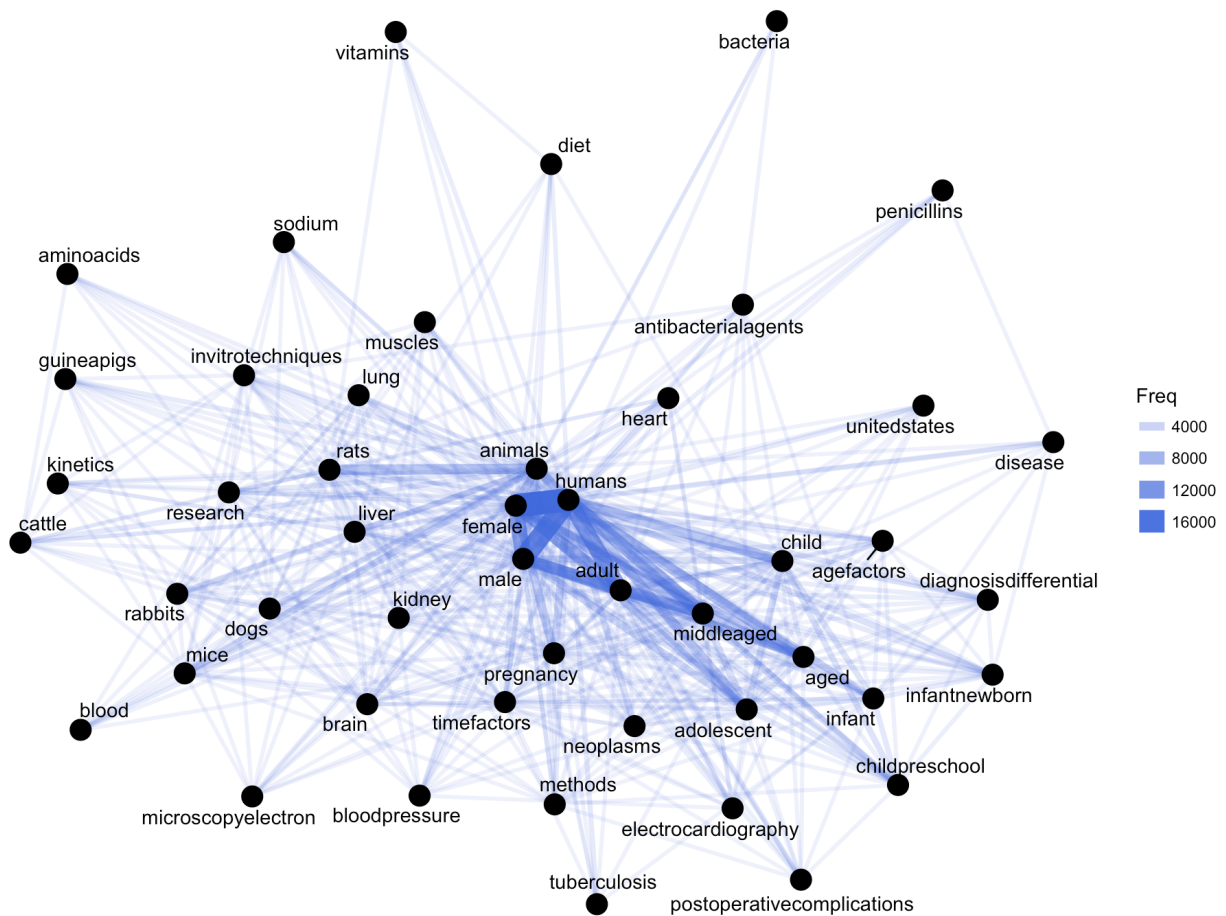 bacteria
vitamins
diet
penicillins
sodium
aminoacids
antibacterialagents
muscles
invitrotechniques
guineapigs
lung
heart
unitedstates
Freq
4000
8000
12000
16000
rats
animals
disease
kinetics
humans
research
liver
female
cattle
child
agefactors
male
adult
diagnosisdifferential
rabbits
kidney
dogs
middleaged
mice
pregnancy
aged
infantnewborn
blood
brain
timefactors
infant
adolescent
neoplasms
childpreschool
methods
microscopyelectron
bloodpressure
electrocardiography
tuberculosis
postoperativecomplications